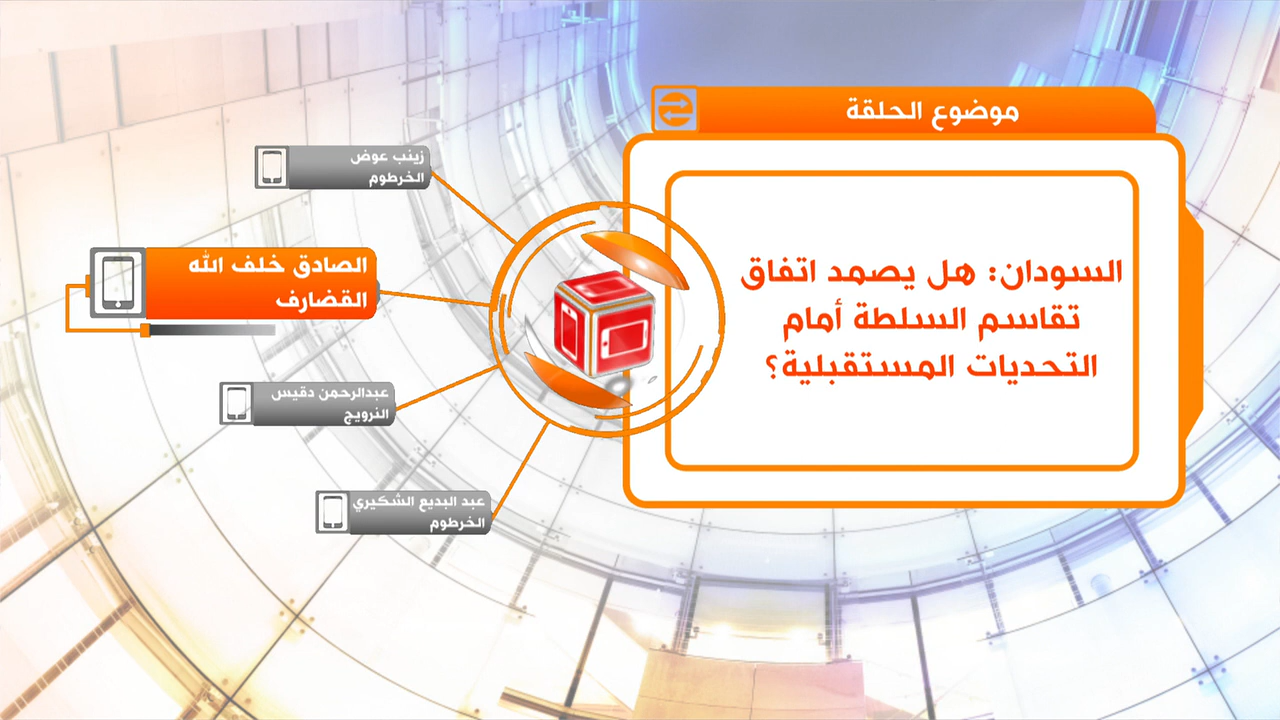 موضوع الحلقة
السودان: هل يصمد اتفاق
تقاسم السلطة أمام
التحديات المستقبلية؟
زينب عوض
الخرطوم
الصادق خلف الله
القضارف
عبدالرحمن دقيس
النرويج
عبد البديع الشكيري
الخرطوم